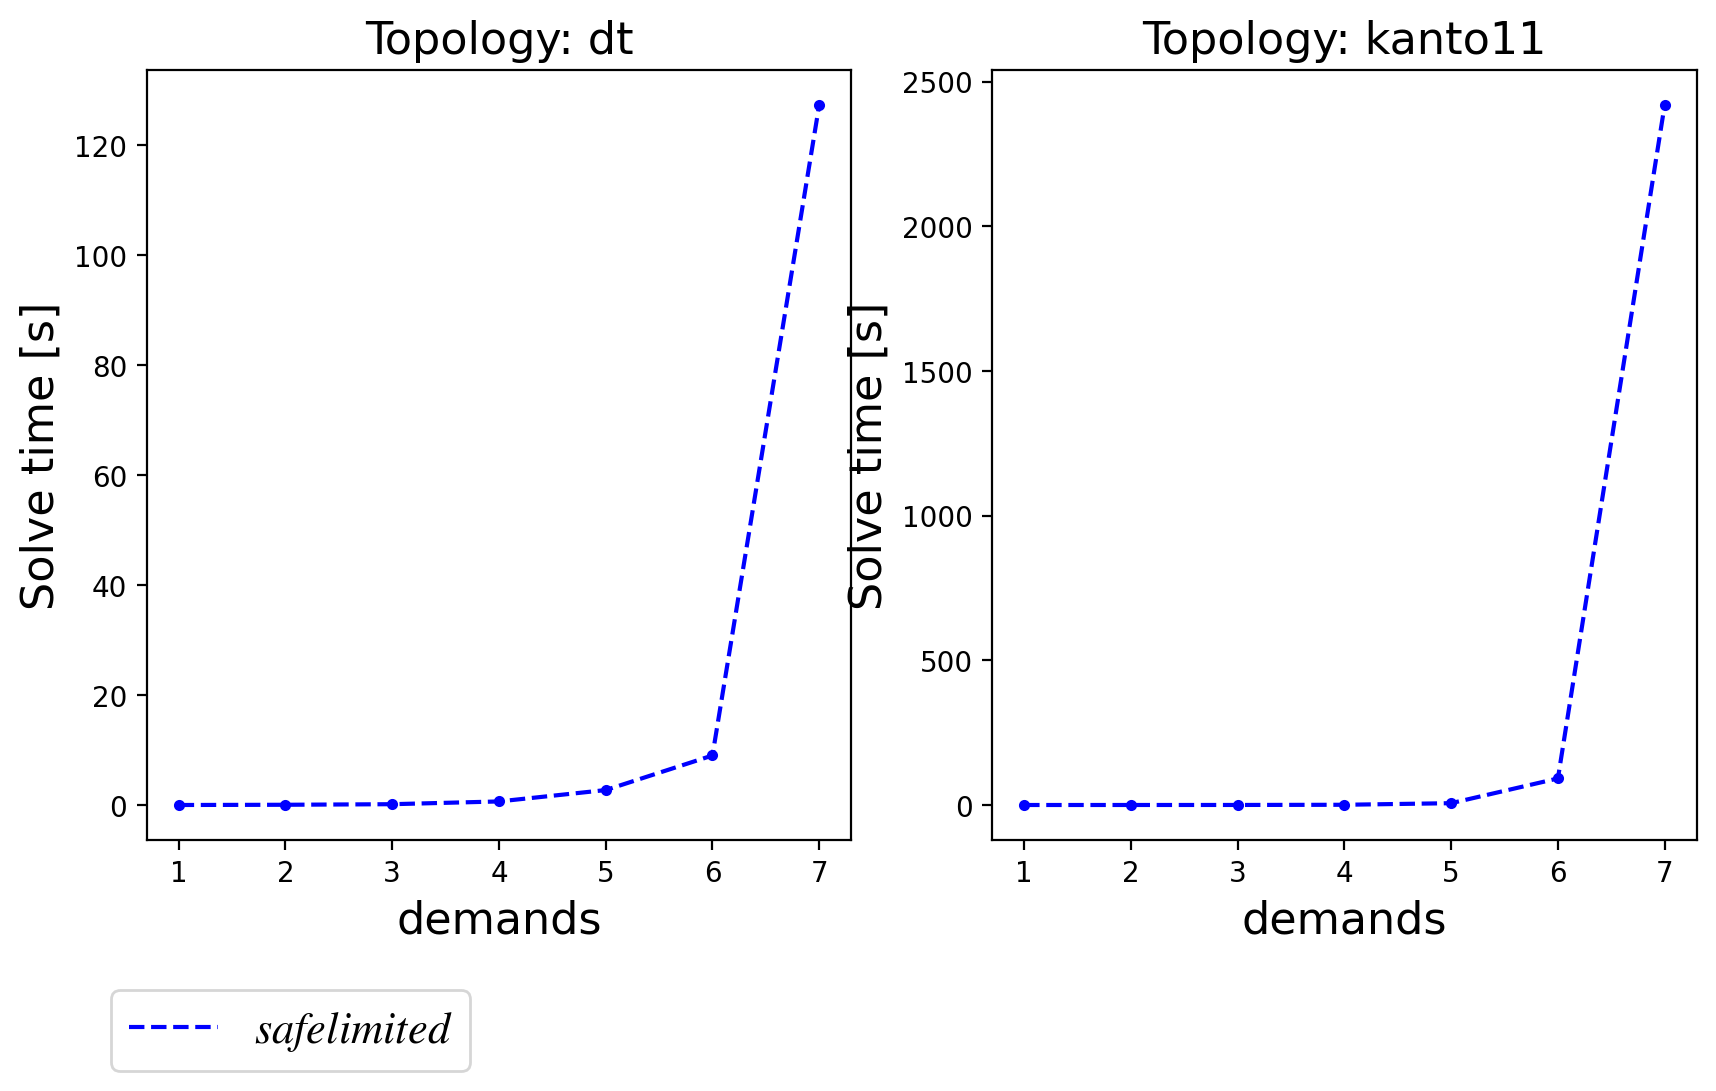 Topology: dt
Solve time [s]
120
100
80
60
40
20
0
1 2 3 4 5 6 7
demands
Topology: kanto11
Solve time [s]
2500
2000
1500
1000
500
0
1 2 3 4 5 6 7
demands
safelimited